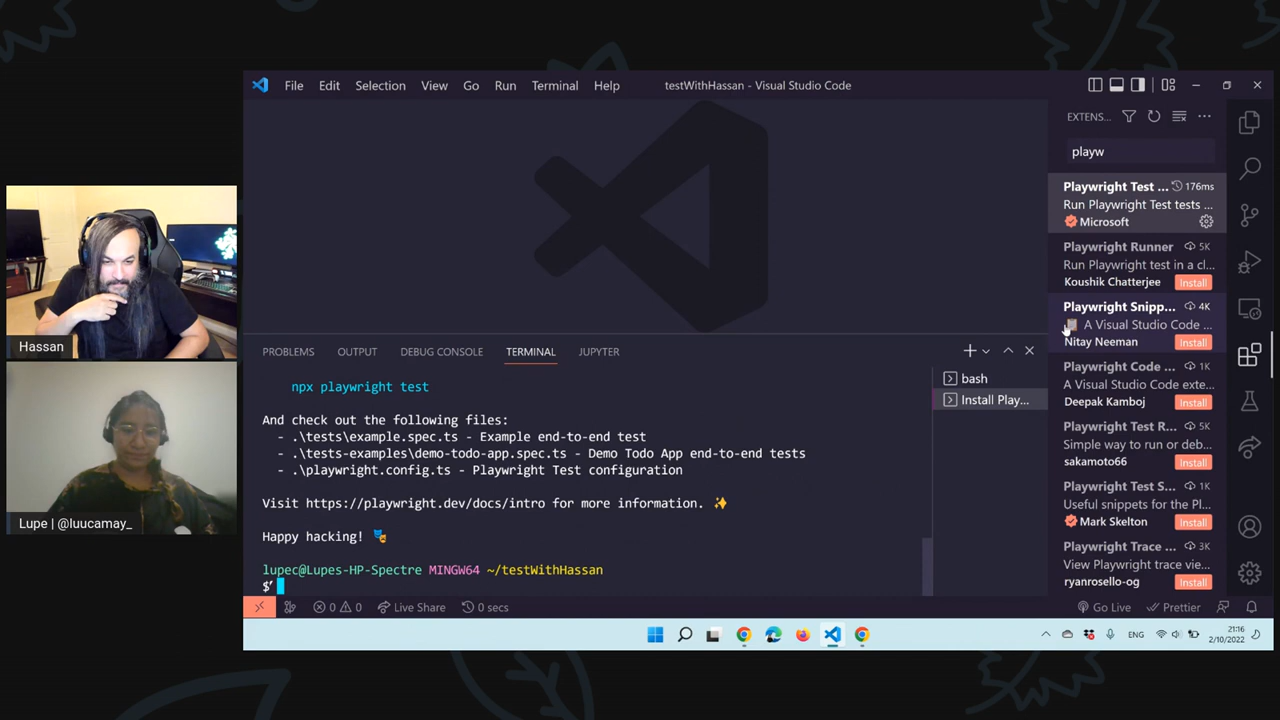 File Edit Selection View Go Run Terminal Help
testWithHassan - Visual Studio Code
EXTENS...
playw
Playwright Test ... 176ms
Run Playwright Test tests ...
Microsoft
Playwright Runner 5K
Run Playwright test in a cl...
Koushik Chatterjee Install
Playwright Snipp... 4K
A Visual Studio Code ...
Nitay Neeman Install
Playwright Code ... 1K
A Visual Studio Code exte...
Deepak Kamboj Install
Playwright Test R... 5K
Simple way to run or deb...
sakamoto66 Install
Playwright Test S... 1K
Useful snippets for the Pl...
Mark Skelton Install
Playwright Trace ... 3K
View Playwright trace vie...
ryanrosello-og Install
Hassan
Lupe | @luucamay_
PROBLEMS OUTPUT DEBUG CONSOLE TERMINAL JUPYTER
bash
Install Play...
npx playwright test
And check out the following files:
- .\tests\example.spec.ts - Example end-to-end test
- .\tests-examples\demo-todo-app.spec.ts - Demo Todo App end-to-end tests
- .\playwright.config.ts - Playwright Test configuration
Visit https://playwright.dev/docs/intro for more information. ✨
Happy hacking! 🎭
lupec@Lupes-HP-Spectre MINGW64 ~/testWithHassan
$
0 0 Live Share 0 secs
Go Live Prettier
ENG
21:16
2/10/2022